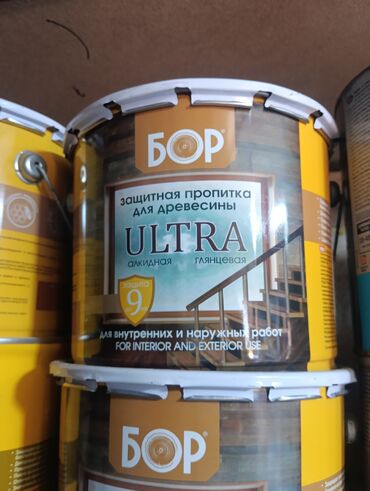 БОР
ЗАЩИТНАЯ ПРОПИТКА
ДЛЯ ДРЕВЕСИНЫ
ULTRA
АЛКИДНАЯ ГЛЯНЦЕВАЯ
ЗАЩИТА
9
ДЛЯ ВНУТРЕННИХ И НАРУЖНЫХ РАБОТ
FOR INTERIOR AND EXTERIOR USE
БОР